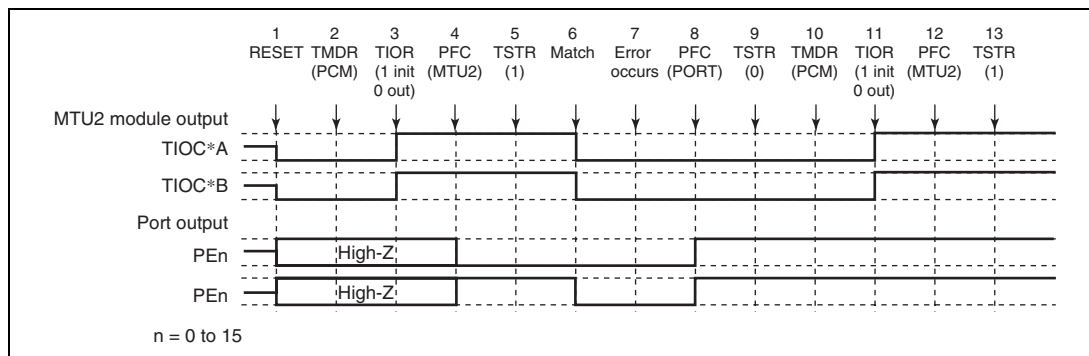 1 2 3 4 5 6 7 8 9 10 11 12 13
RESET TMDR TIOR PFC TSTR Match Error PFC TSTR TMDR TIOR PFC TSTR
(PCM) (1 init (MTU2) (1) occurs (PORT) (0) (PCM) (1 init (MTU2) (1)
0 out) 0 out)
MTU2 module output
TIOC*A
TIOC*B
Port output
PEn High-Z
PEn High-Z
n = 0 to 15